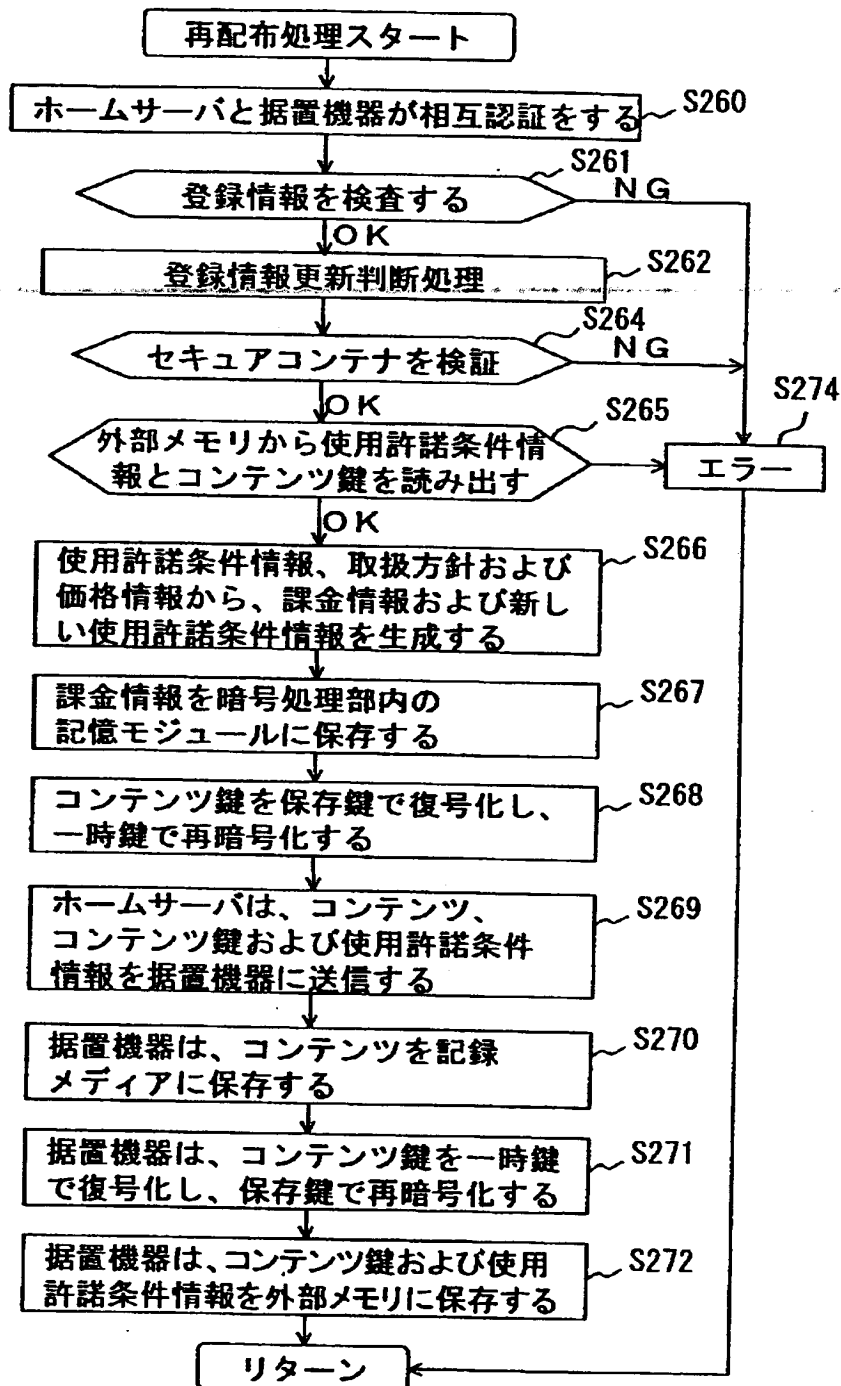 再配布処理スタート
ホームサーバと据置機器が相互認証をする
S260
S261
登録情報を検査する
NG
OK
登録情報更新判断処理
S262
S264
セキュアコンテナを検証
NG
OK
S265
S274
外部メモリから使用許諾条件情
報とコンテンツ鍵を読み出す
エラー
OK
S266
使用許諾条件情報、取扱方針および
価格情報から、課金情報および新し
い使用許諾条件情報を生成する
S267
課金情報を暗号処理部内の
記憶モジュールに保存する
S268
コンテンツ鍵を保存鍵で復号化し、
一時鍵で再暗号化する
S269
ホームサーバは、コンテンツ、
コンテンツ鍵および使用許諾条件
情報を据置機器に送信する
S270
据置機器は、コンテンツを記録
メディアに保存する
S271
据置機器は、コンテンツ鍵を一時鍵
で復号化し、保存鍵で再暗号化する
S272
据置機器は、コンテンツ鍵および使用
許諾条件情報を外部メモリに保存する
リターン